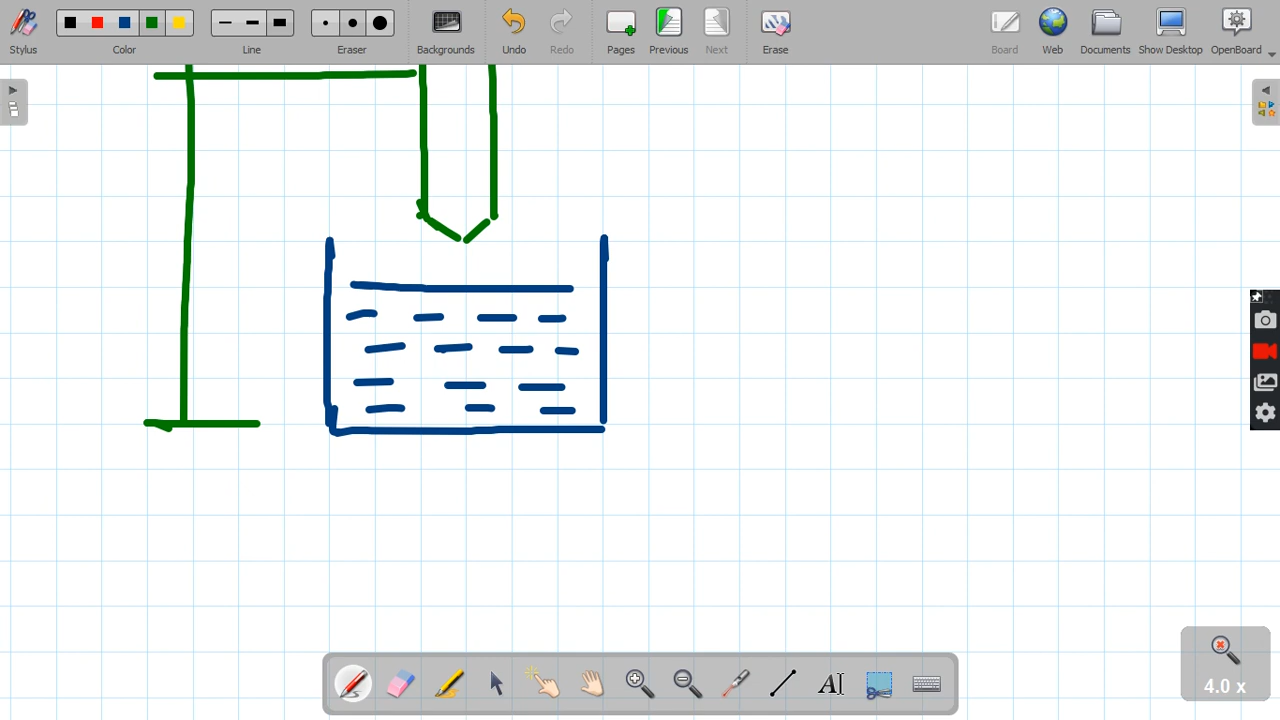 Stylus Color Line Eraser Backgrounds Undo Redo Pages Previous Next Erase Board Web Documents Show Desktop OpenBoard
A
4.0 x